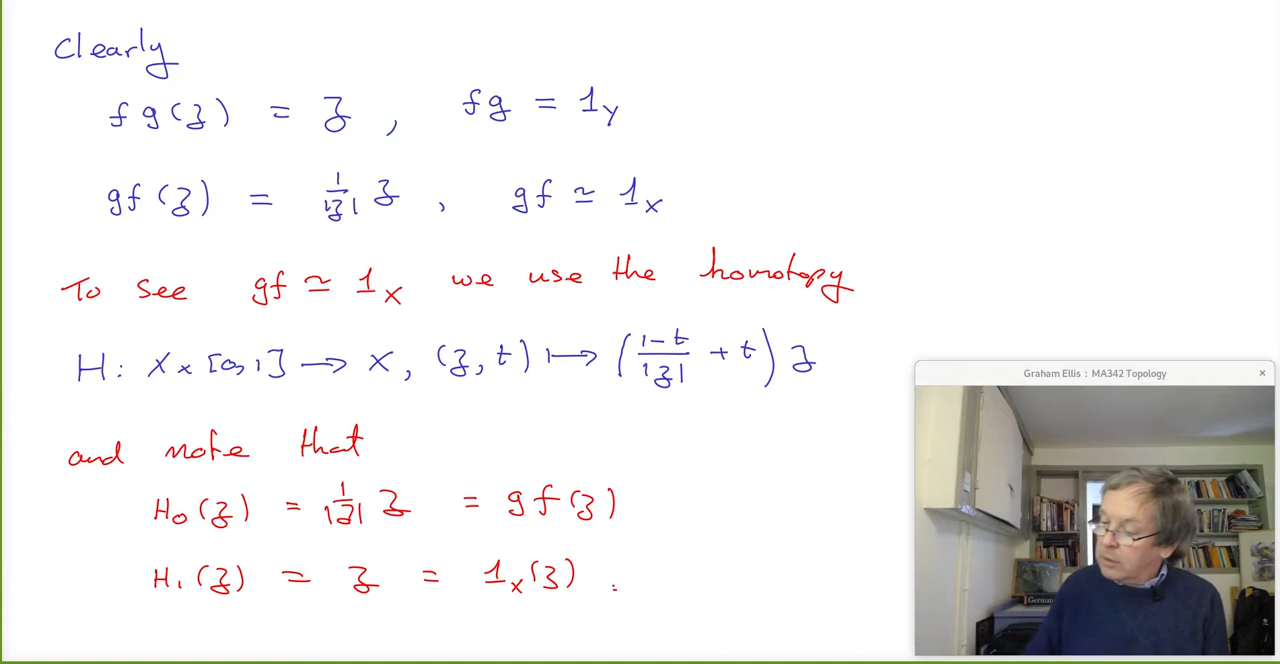 Clearly
fg(z) = z , fg = 1_Y
gf(z) = 1/|z| z , gf ≃ 1_X
To see gf ≃ 1_X we use the homotopy
H: X × [0,1] → X, (z,t) ↦ ((1-t)/|z| + t) z
and note that
H_0(z) = 1/|z| z = gf(z)
H_1(z) = z = 1_X(z) .
Graham Ellis : MA342 Topology ×
German